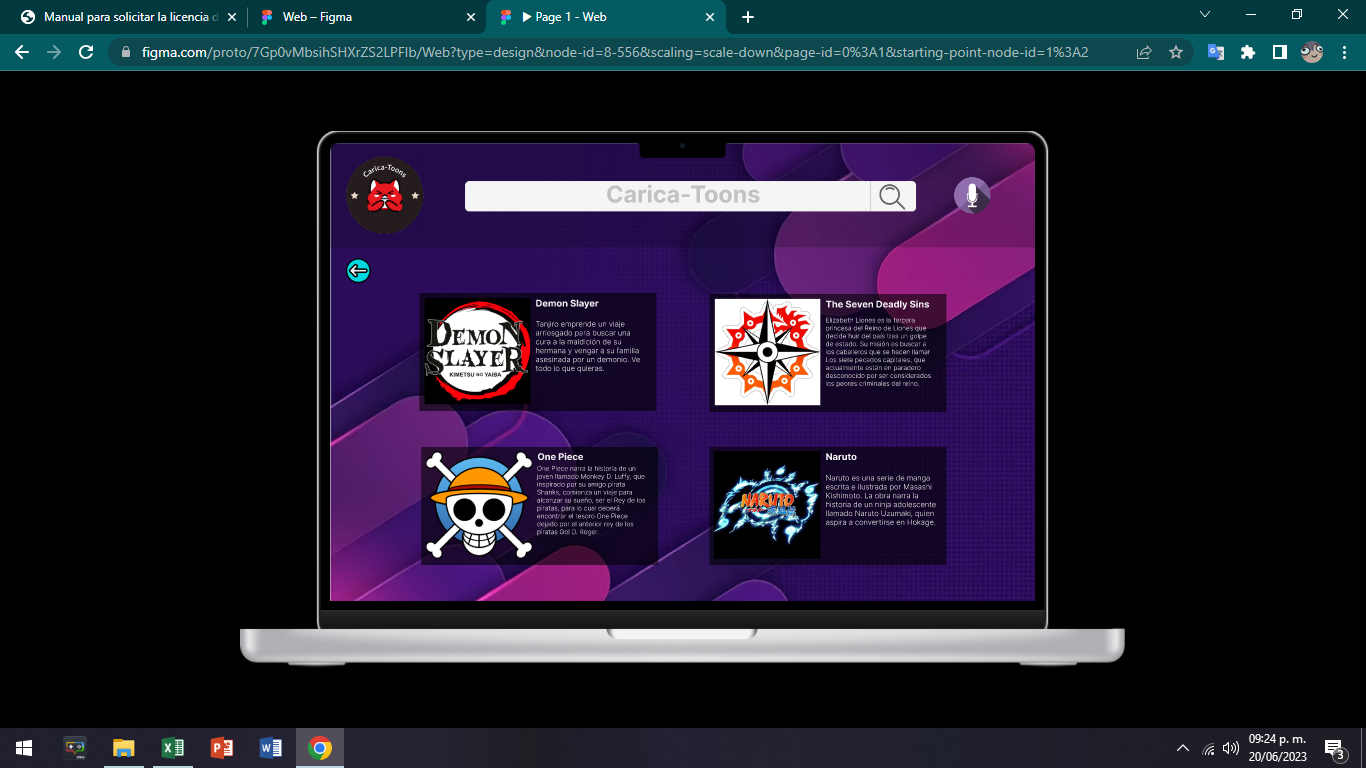 Manual para solicitar la licencia d
Web – Figma
Page 1 - Web
figma.com/proto/7Gp0vMbsihSHXrZS2LPFlb/Web?type=design&node-id=8-556&scaling=scale-down&page-id=0%3A1&starting-point-node-id=1%3A2
Carica-Toons
Carica-Toons
Demon Slayer
DEMON
SLAYER
KIMETSU NO YAIBA
Tanjiro emprende un viaje
arriesgado para buscar una
cura a la maldición de su
hermana y vengar a su familia
asesinada por un demonio. Ve
todo lo que quieras.
The Seven Deadly Sins
Elizabeth Liones es la tercera
princesa del Reino de Liones que
decide huir del país tras un golpe
de estado. Su misión es buscar a
los caballeros que se hacen llamar
Los siete pecados capitales, que
actualmente están en paradero
desconocido por ser considerados
los peores criminales del reino.
One Piece
One Piece narra la historia de un
joven llamado Monkey D. Luffy, que
inspirado por su amigo pirata
Shanks, comienza un viaje para
alcanzar su sueño, ser el Rey de los
piratas, para lo cual deberá
encontrar el tesoro One Piece
dejado por el anterior rey de los
piratas Gol D. Roger.
Naruto
NARUTO
Naruto es una serie de manga
escrita e ilustrada por Masashi
Kishimoto. La obra narra la
historia de un ninja adolescente
llamado Naruto Uzumaki, quien
aspira a convertirse en Hokage.
09:24 p. m.
20/06/2023
3